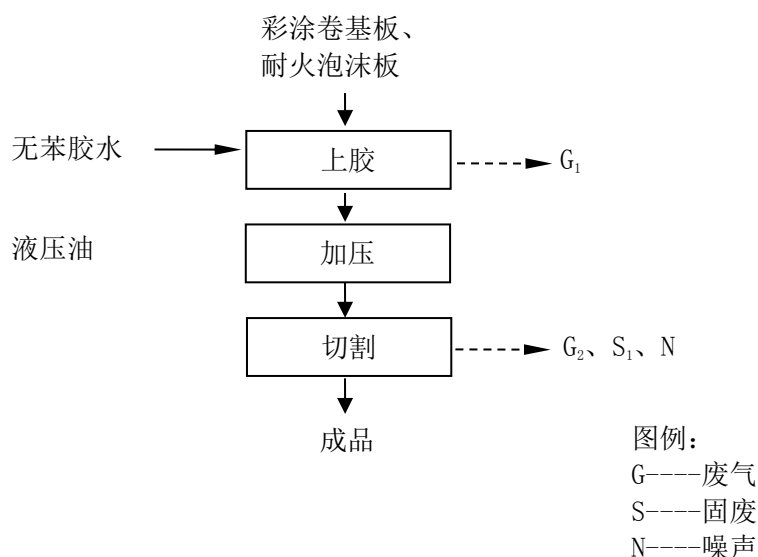 彩涂卷基板、
耐火泡沫板
无苯胶水
上胶
G₁
液压油
加压
切割
G₂、S₁、N
成品
图例：
G----废气
S----固废
N----噪声